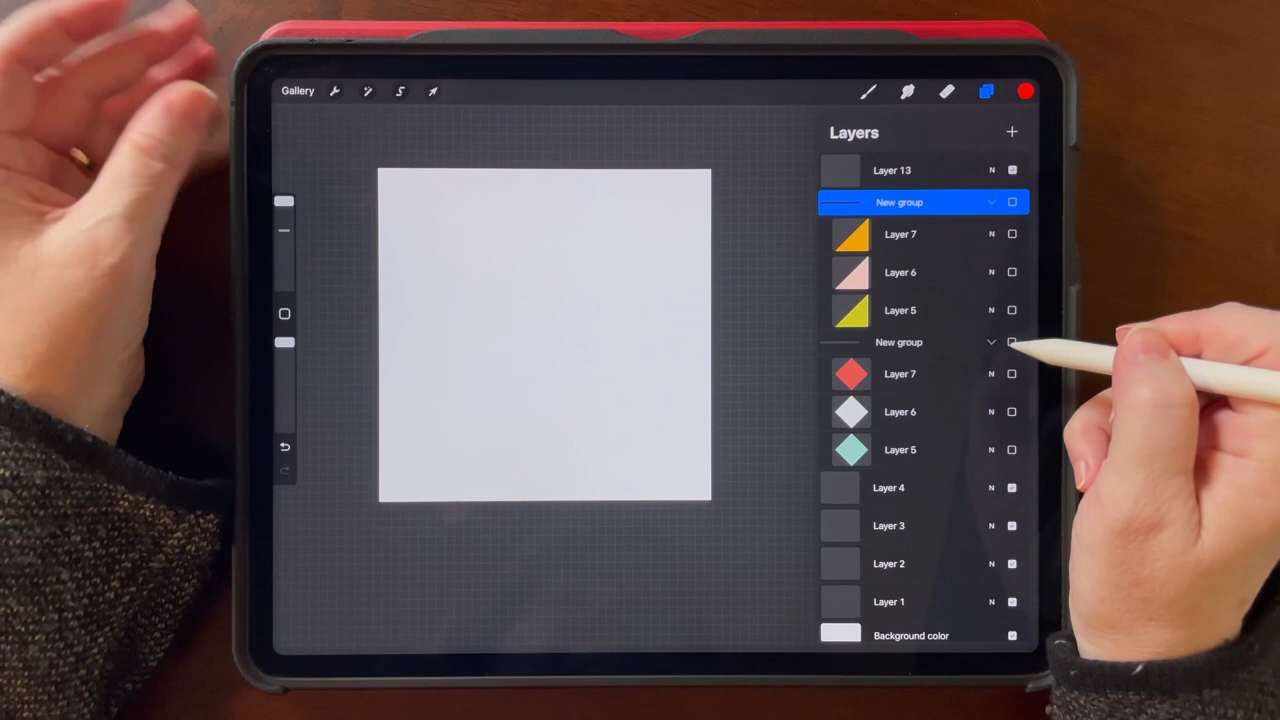 Gallery
Layers
Layer 13 N
New group
Layer 7 N
Layer 6 N
Layer 5 N
New group
Layer 7 N
Layer 6 N
Layer 5 N
Layer 4 N
Layer 3 N
Layer 2 N
Layer 1 N
Background color